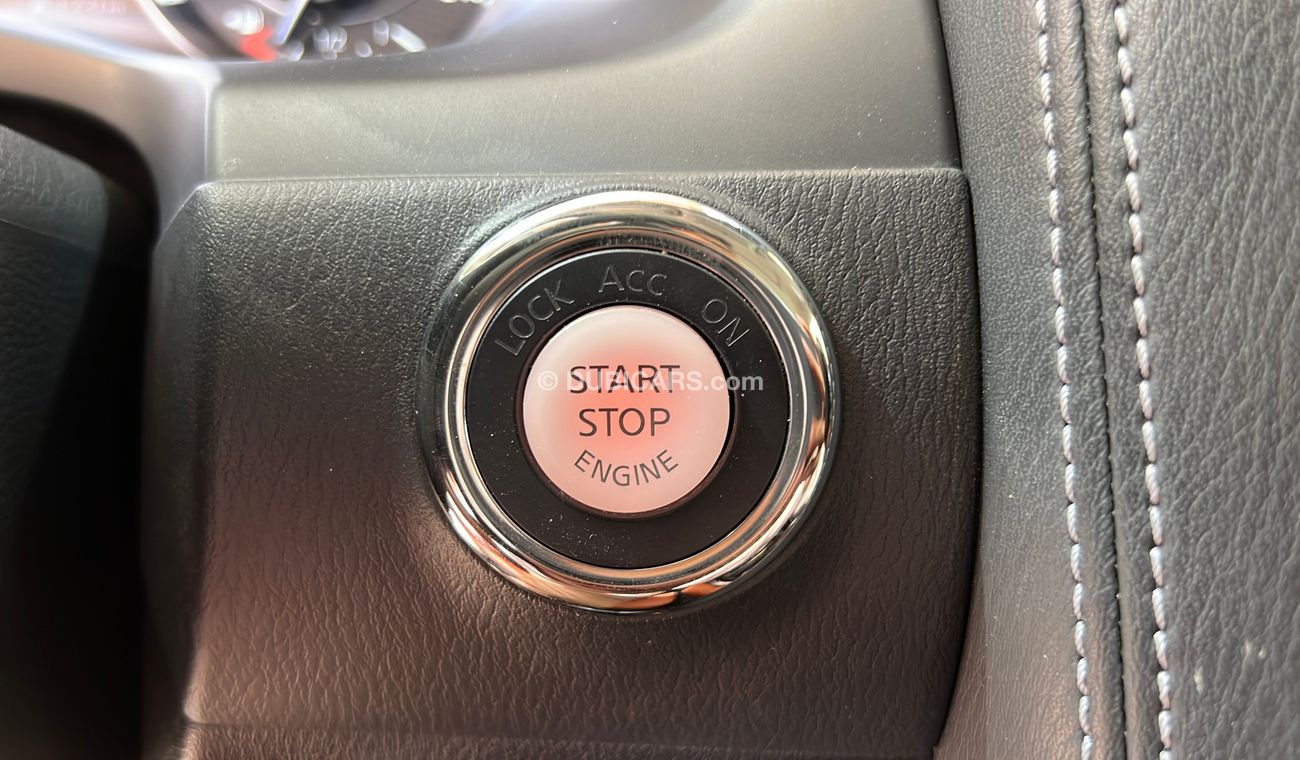 LOCK ACC ON
START
© DUBICARS.com
STOP
ENGINE